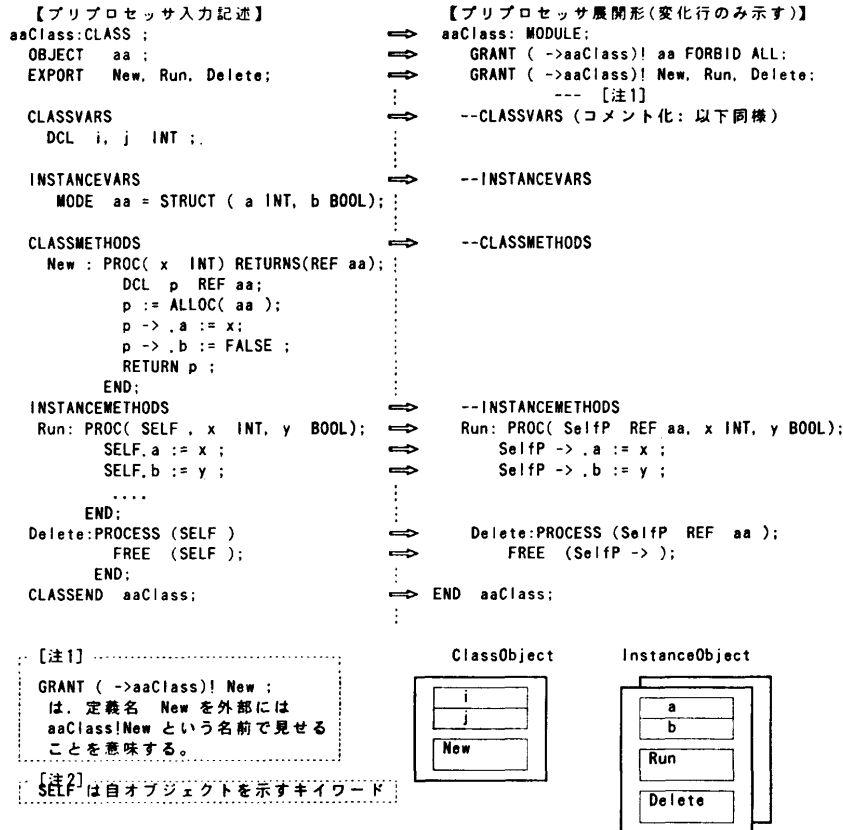 【プリプロセッサ入力記述】 【プリプロセッサ展開形(変化行のみ示す)】
aaClass:CLASS ; ⇒ aaClass: MODULE;
OBJECT aa ; ⇒ GRANT ( ->aaClass)! aa FORBID ALL;
EXPORT New, Run, Delete; ⇒ GRANT ( ->aaClass)! New, Run, Delete;
--- [注1]
CLASSVARS ⇒ --CLASSVARS (コメント化: 以下同様)
DCL i, j INT ;
INSTANCEVARS ⇒ --INSTANCEVARS
MODE aa = STRUCT ( a INT, b BOOL);
CLASSMETHODS ⇒ --CLASSMETHODS
New : PROC( x INT) RETURNS(REF aa);
DCL p REF aa;
p := ALLOC( aa );
p -> .a := x;
p -> .b := FALSE ;
RETURN p ;
END;
INSTANCEMETHODS ⇒ --INSTANCEMETHODS
Run: PROC( SELF , x INT, y BOOL); ⇒ Run: PROC( SelfP REF aa, x INT, y BOOL);
SELF.a := x ; ⇒ SelfP -> .a := x ;
SELF.b := y ; ⇒ SelfP -> .b := y ;
....
END;
Delete:PROCESS (SELF ) ⇒ Delete:PROCESS (SelfP REF aa );
FREE (SELF ); ⇒ FREE (SelfP -> );
END;
CLASSEND aaClass; ⇒ END aaClass;
[注1]
GRANT ( ->aaClass)! New ;
は, 定義名 New を外部には
aaClass!New という名前で見せる
ことを意味する。
[注2]
SELF は自オブジェクトを示すキイワード
ClassObject
i
j
New
InstanceObject
a
b
Run
Delete